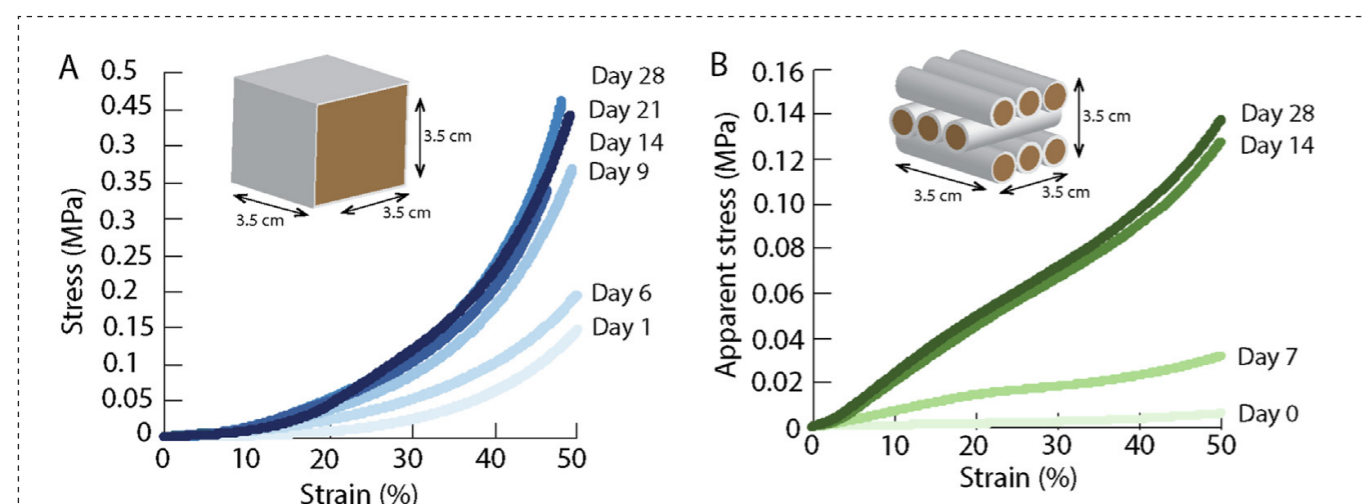 A
Stress (MPa)
0.5
0.45
0.3
0.35
0.3
0.25
0.2
0.15
0.1
0.05
0
0 10 20 30 40 50
Strain (%)
3.5 cm
3.5 cm
3.5 cm
Day 28
Day 21
Day 14
Day 9
Day 6
Day 1
B
Apparent stress (MPa)
0.16
0.14
0.12
0.10
0.08
0.06
0.04
0.02
0
0 10 20 30 40 50
Strain (%)
3.5 cm
3.5 cm
3.5 cm
Day 28
Day 14
Day 7
Day 0